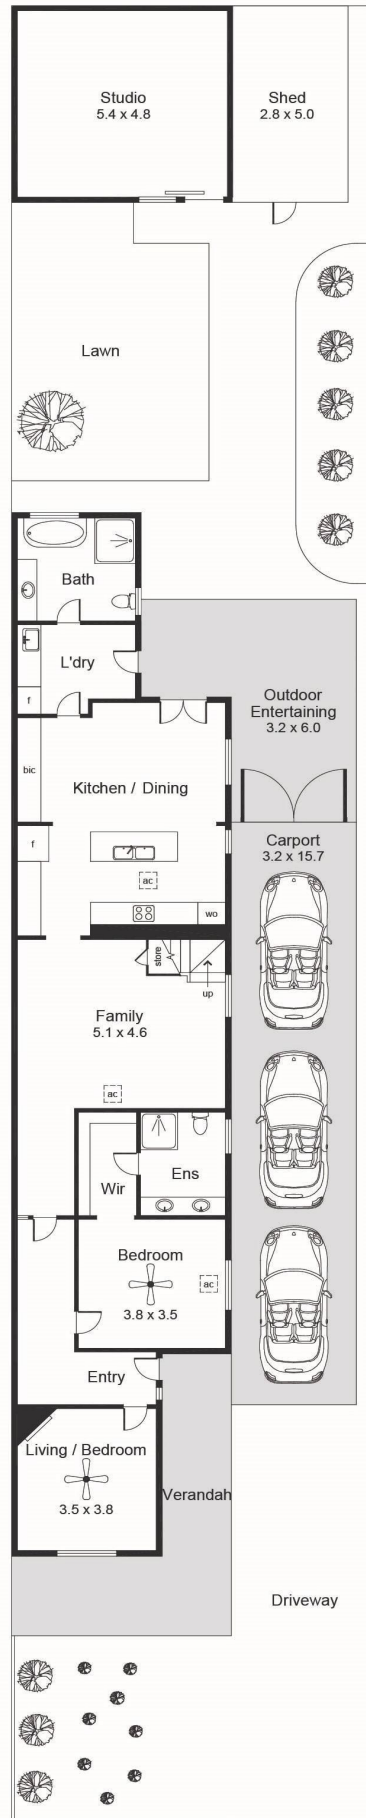 Studio
5.4 x 4.8
Shed
2.8 x 5.0
Lawn
Bath
L'dry
f
Outdoor
Entertaining
3.2 x 6.0
bic
Kitchen / Dining
f
ac
wo
Carport
3.2 x 15.7
store
up
Family
5.1 x 4.6
ac
Wir
Ens
Bedroom
3.8 x 3.5
ac
Entry
Living / Bedroom
3.5 x 3.8
Verandah
Driveway